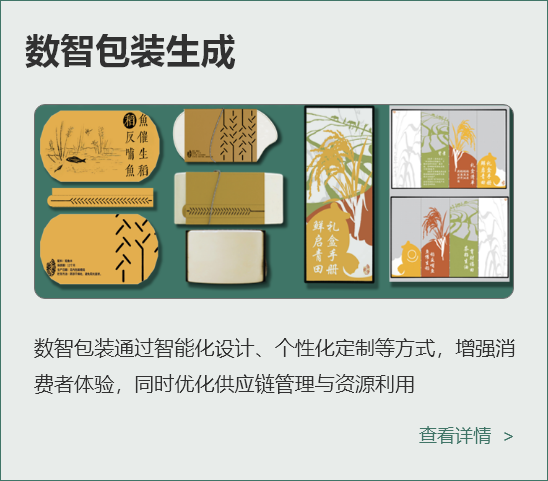 数智包装生成
魚催生稻
稻反哺魚
鲜启青田
礼盒手册
数智包装通过智能化设计、个性化定制等方式，增强消
费者体验，同时优化供应链管理与资源利用
查看详情 >